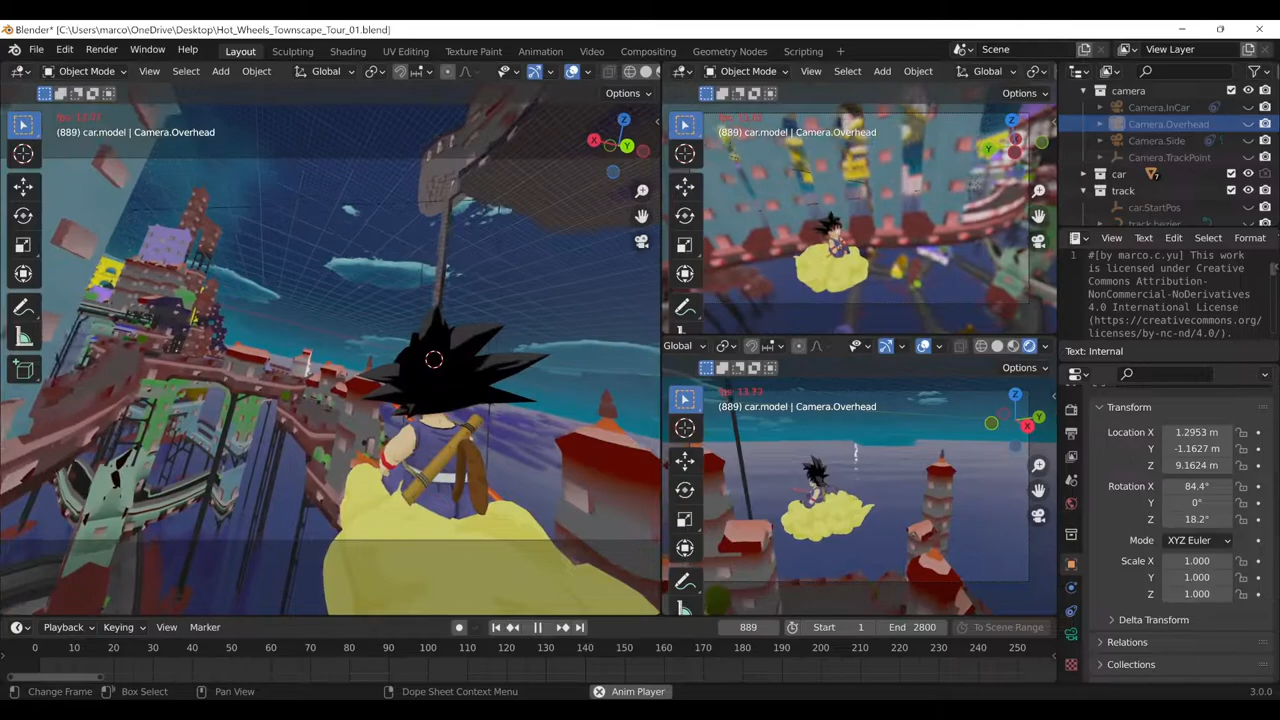 Blender* [C:\Users\marco\OneDrive\Desktop\Hot_Wheels_Townscape_Tour_01.blend]
File Edit Render Window Help Layout Sculpting Shading UV Editing Texture Paint Animation Video Compositing Geometry Nodes Scripting + Scene View Layer
Object Mode View Select Add Object Global
Object Mode View Select Add Object Global
Options
Options
(889) car.model | Camera.Overhead
(889) car.model | Camera.Overhead
camera
Camera.InCar
Camera.Overhead
Camera.Side
Camera.TrackPoint
car
7
track
car.StartPos
track.bezier
View Text Edit Select Format
1 #[by marco.c.yu] This work
is licensed under Creative
Commons Attribution-
NonCommercial-NoDerivatives
4.0 International License
(https://creativecommons.org/
licenses/by-nc-nd/4.0/).
Text: Internal
Global
Options
fps: 13.77
(889) car.model | Camera.Overhead
Z
Y
X
Transform
Location X 1.2953 m
Y -1.1627 m
Z 9.1624 m
Rotation X 84.4°
Y 0°
Z 18.2°
Mode XYZ Euler
Scale X 1.000
Y 1.000
Z 1.000
Delta Transform
Relations
Collections
Playback Keying View Marker 889 Start 1 End 2800 To Scene Range
0 10 20 30 40 50 60 70 80 90 100 110 120 130 140 150 160 170 180 190 200 210 220 230 240 250
Change Frame Box Select Pan View Dope Sheet Context Menu Anim Player 3.0.0